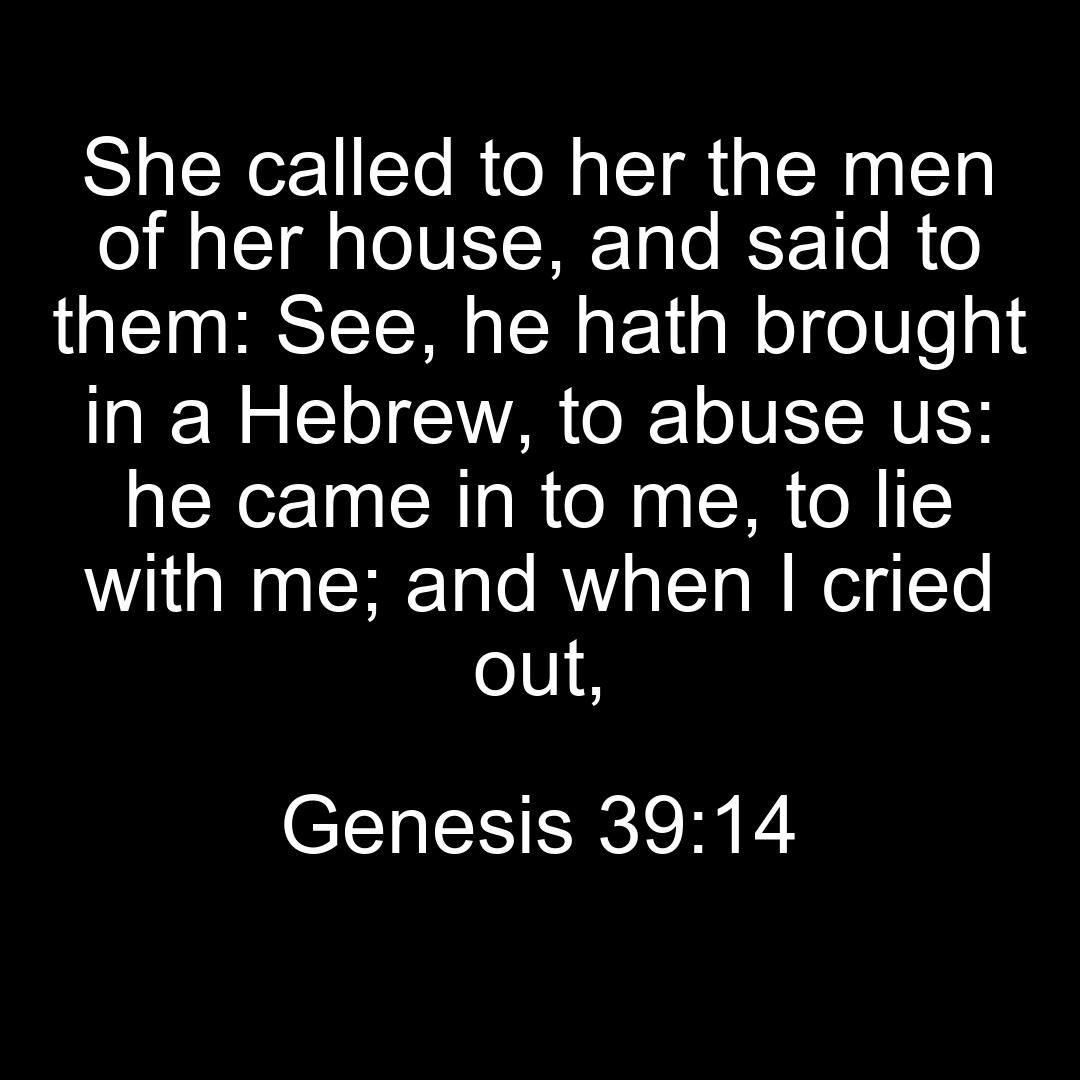 She called to her the men
of her house, and said to
them: See, he hath brought
in a Hebrew, to abuse us:
he came in to me, to lie
with me; and when I cried
out,
Genesis 39:14